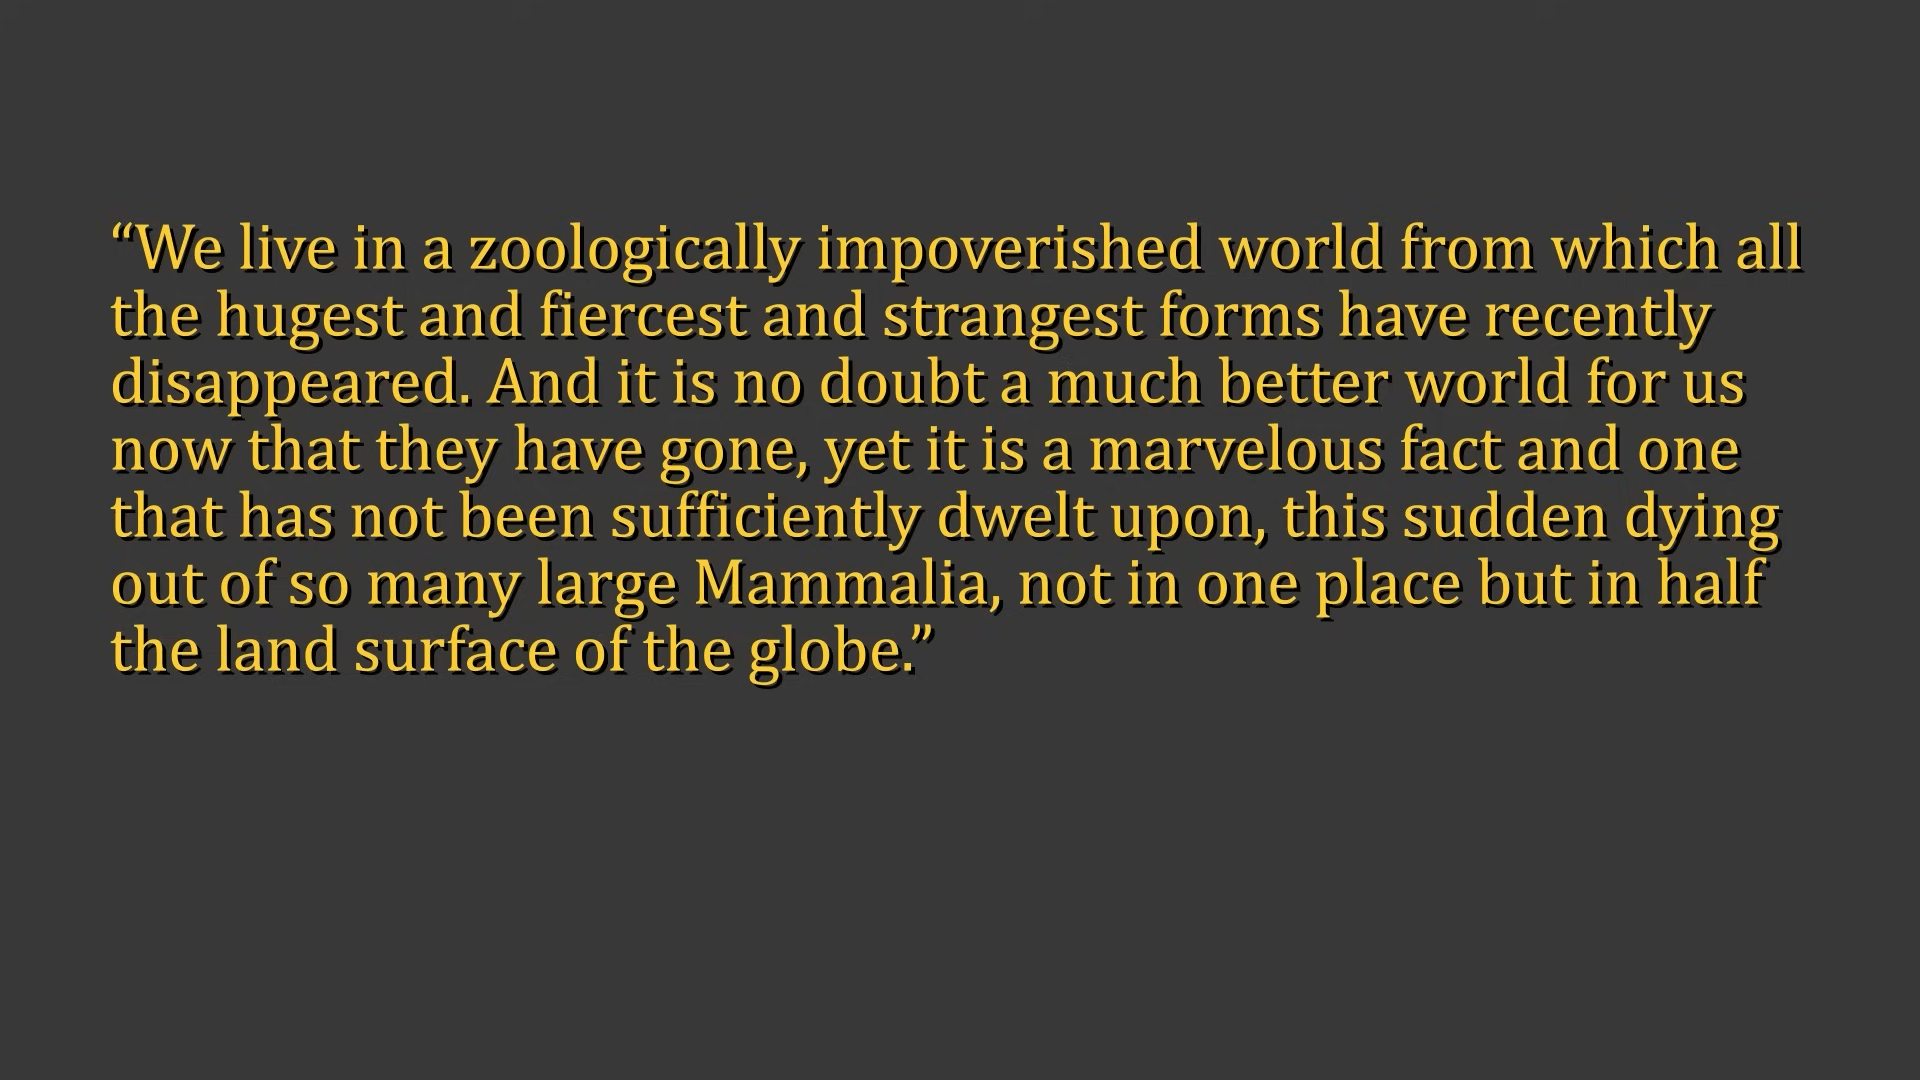 “We live in a zoologically impoverished world from which all
the hugest and fiercest and strangest forms have recently
disappeared. And it is no doubt a much better world for us
now that they have gone, yet it is a marvelous fact and one
that has not been sufficiently dwelt upon, this sudden dying
out of so many large Mammalia, not in one place but in half
the land surface of the globe.”